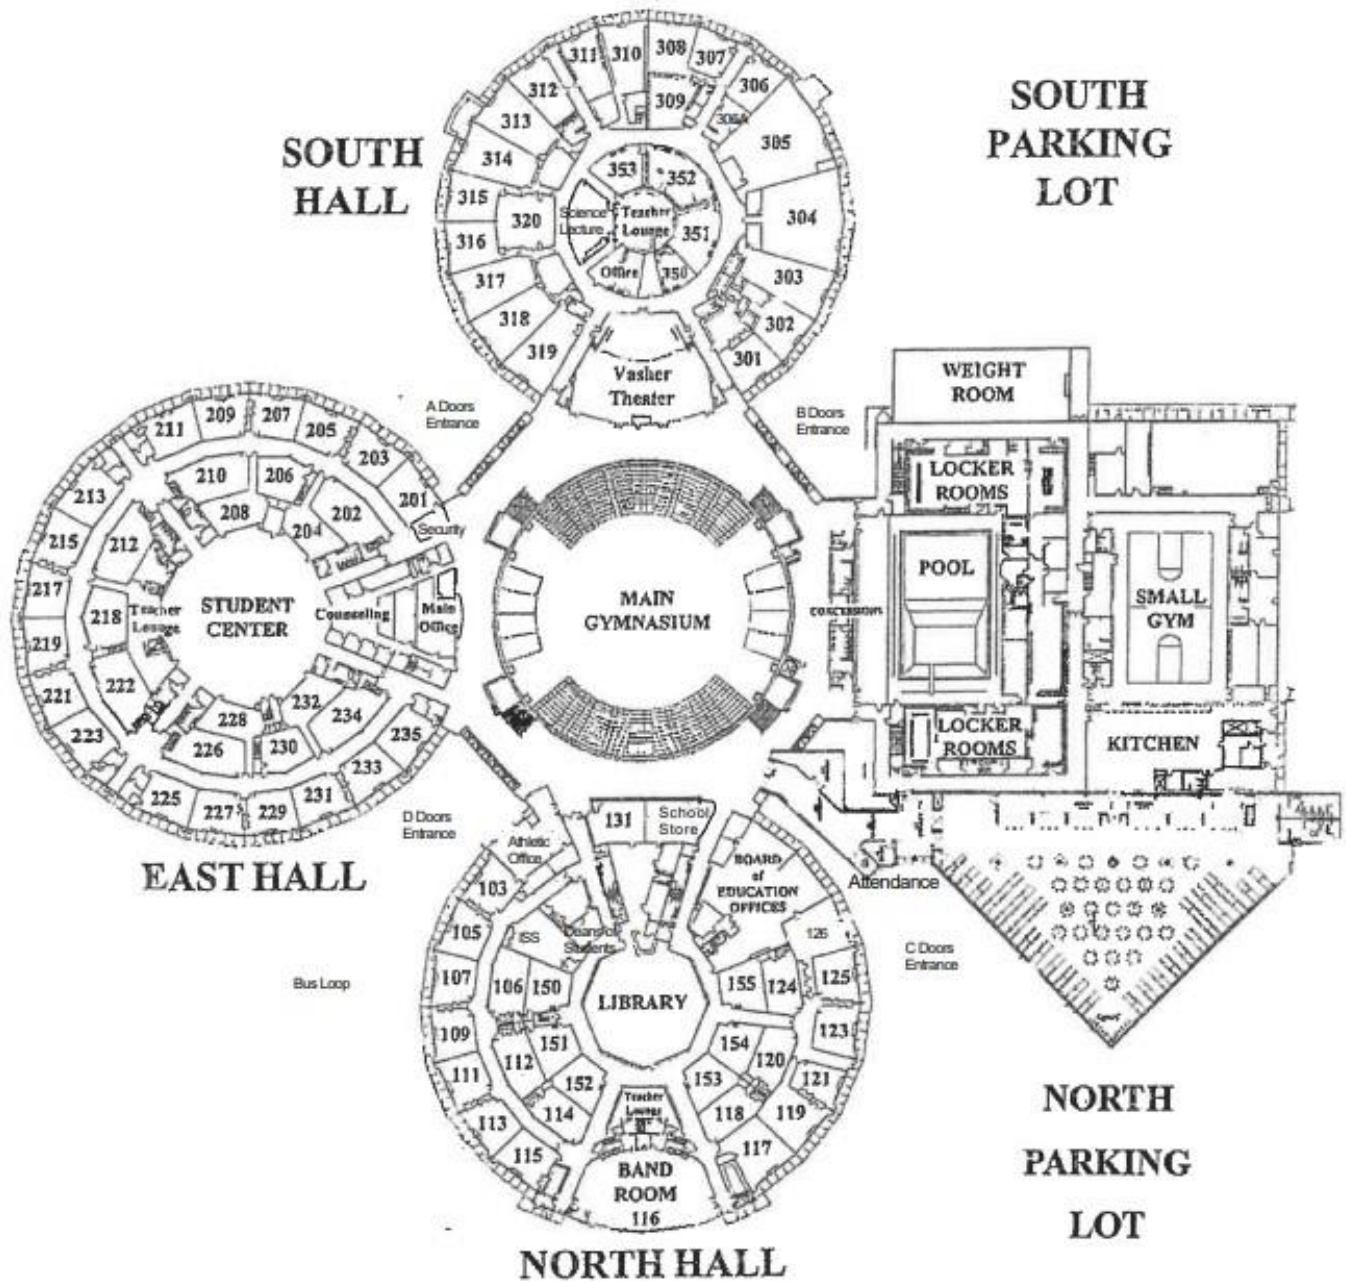 SOUTH
HALL
311
310
308
307
312
309
306
306A
313
305
314
353
352
315
320
Science
Lecture
Teacher
Lounge
351
304
316
Office
350
303
317
318
302
319
301
Vasher
Theater
SOUTH
PARKING
LOT
A Doors
Entrance
B Doors
Entrance
WEIGHT
ROOM
LOCKER
ROOMS
POOL
CONCESSIONS
SMALL
GYM
LOCKER
ROOMS
KITCHEN
MAIN
GYMNASIUM
211
209
207
205
203
213
210
206
201
208
202
204
Security
215
212
217
218
Teacher
Lounge
STUDENT
CENTER
Counseling
Main
Office
219
222
221
228
232
234
235
223
226
230
233
225
227
229
231
EAST HALL
D Doors
Entrance
131
School
Store
Athletic
Office
103
BOARD
of
EDUCATION
OFFICES
Attendance
105
ISS
Deans of
Students
126
C Doors
Entrance
107
106
150
LIBRARY
155
124
125
Bus Loop
109
151
154
123
112
120
111
152
153
121
114
Teacher
Lounge
118
119
113
115
117
BAND
ROOM
116
NORTH HALL
NORTH
PARKING
LOT